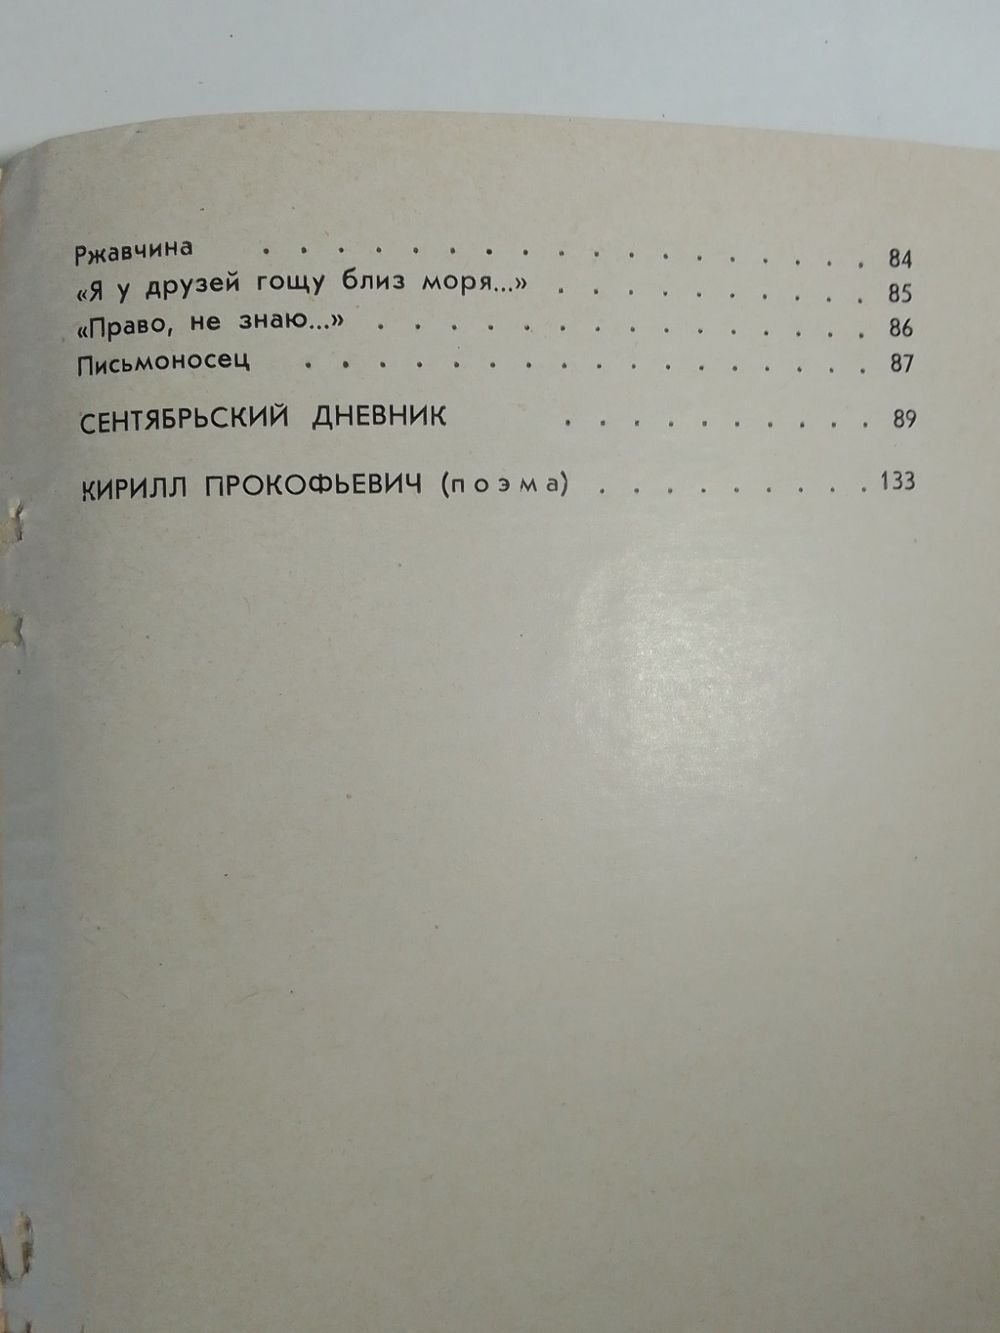 Ржавчина . . . . . . . . . . . . . . . . . 84
«Я у друзей гощу близ моря...» . . . . . . . . . 85
«Право, не знаю...» . . . . . . . . . . . . . . 86
Письмоносец . . . . . . . . . . . . . . . . 87
СЕНТЯБРЬСКИЙ ДНЕВНИК . . . . . . . . . 89
КИРИЛЛ ПРОКОФЬЕВИЧ (поэма) . . . . . . . . 133